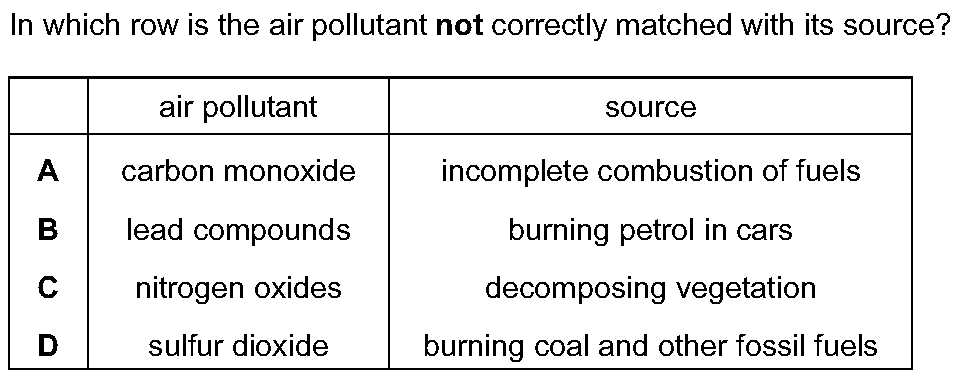 In which row is the air pollutant not correctly matched with its source?
air pollutant source
A carbon monoxide incomplete combustion of fuels
B lead compounds burning petrol in cars
C nitrogen oxides decomposing vegetation
D sulfur dioxide burning coal and other fossil fuels